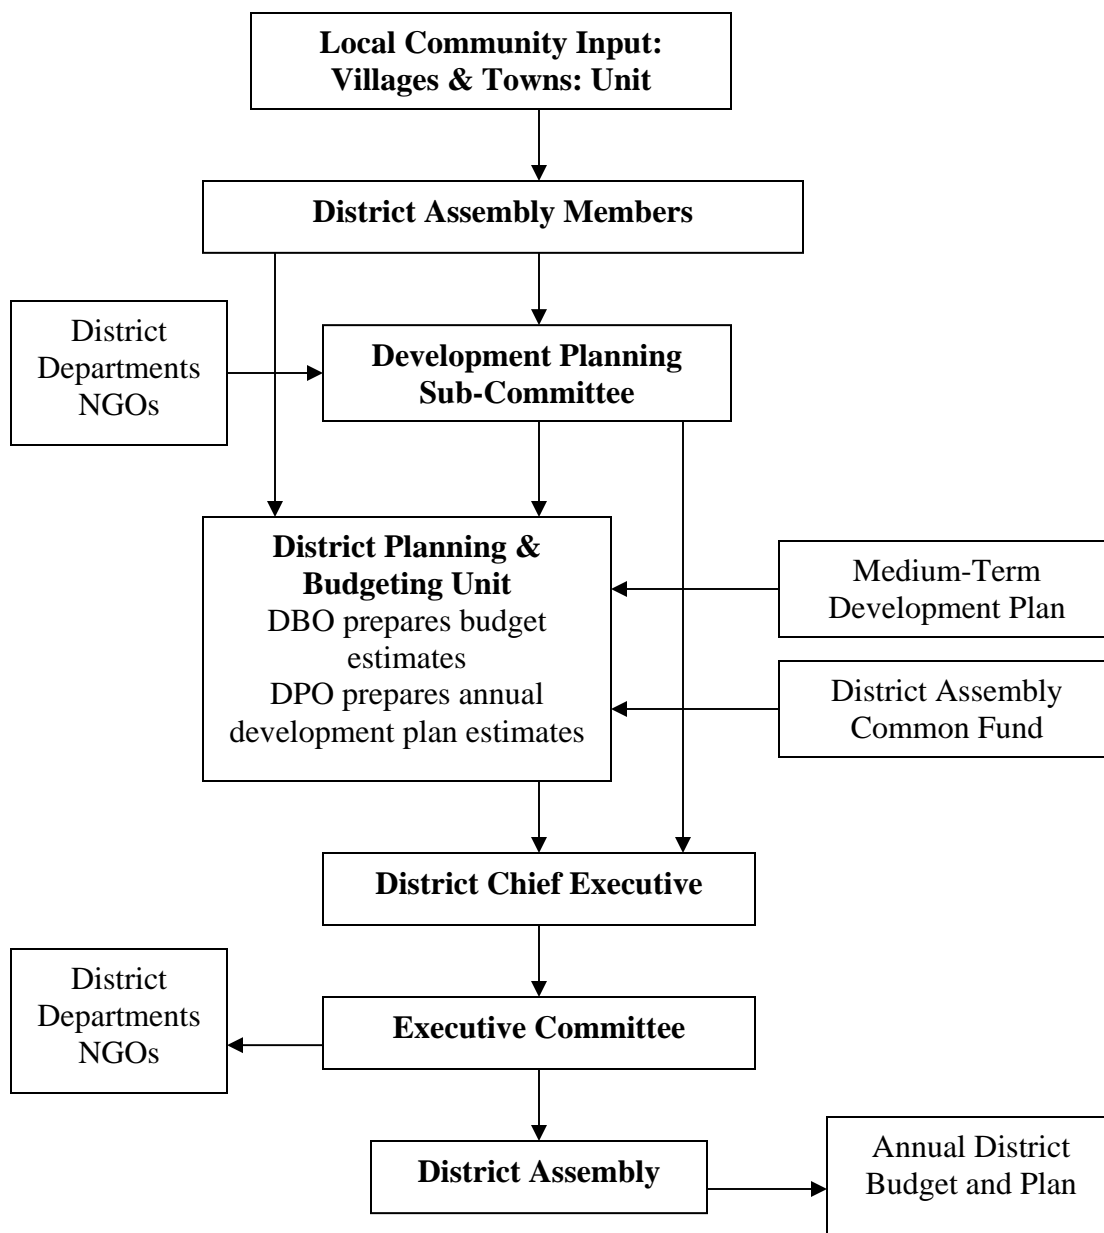 Local Community Input:
Villages & Towns: Unit
District Assembly Members
District
Departments
NGOs
Development Planning
Sub-Committee
District Planning &
Budgeting Unit
DBO prepares budget
estimates
DPO prepares annual
development plan estimates
Medium-Term
Development Plan
District Assembly
Common Fund
District Chief Executive
District
Departments
NGOs
Executive Committee
District Assembly
Annual District
Budget and Plan